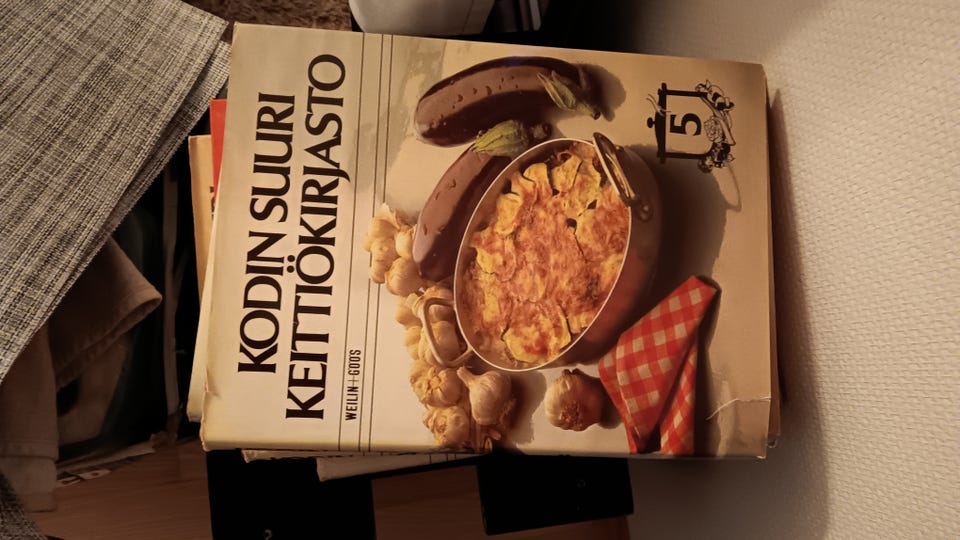 KODIN SUURI
KEITTIÖKIRJASTO
WEILIN+GÖÖS
5